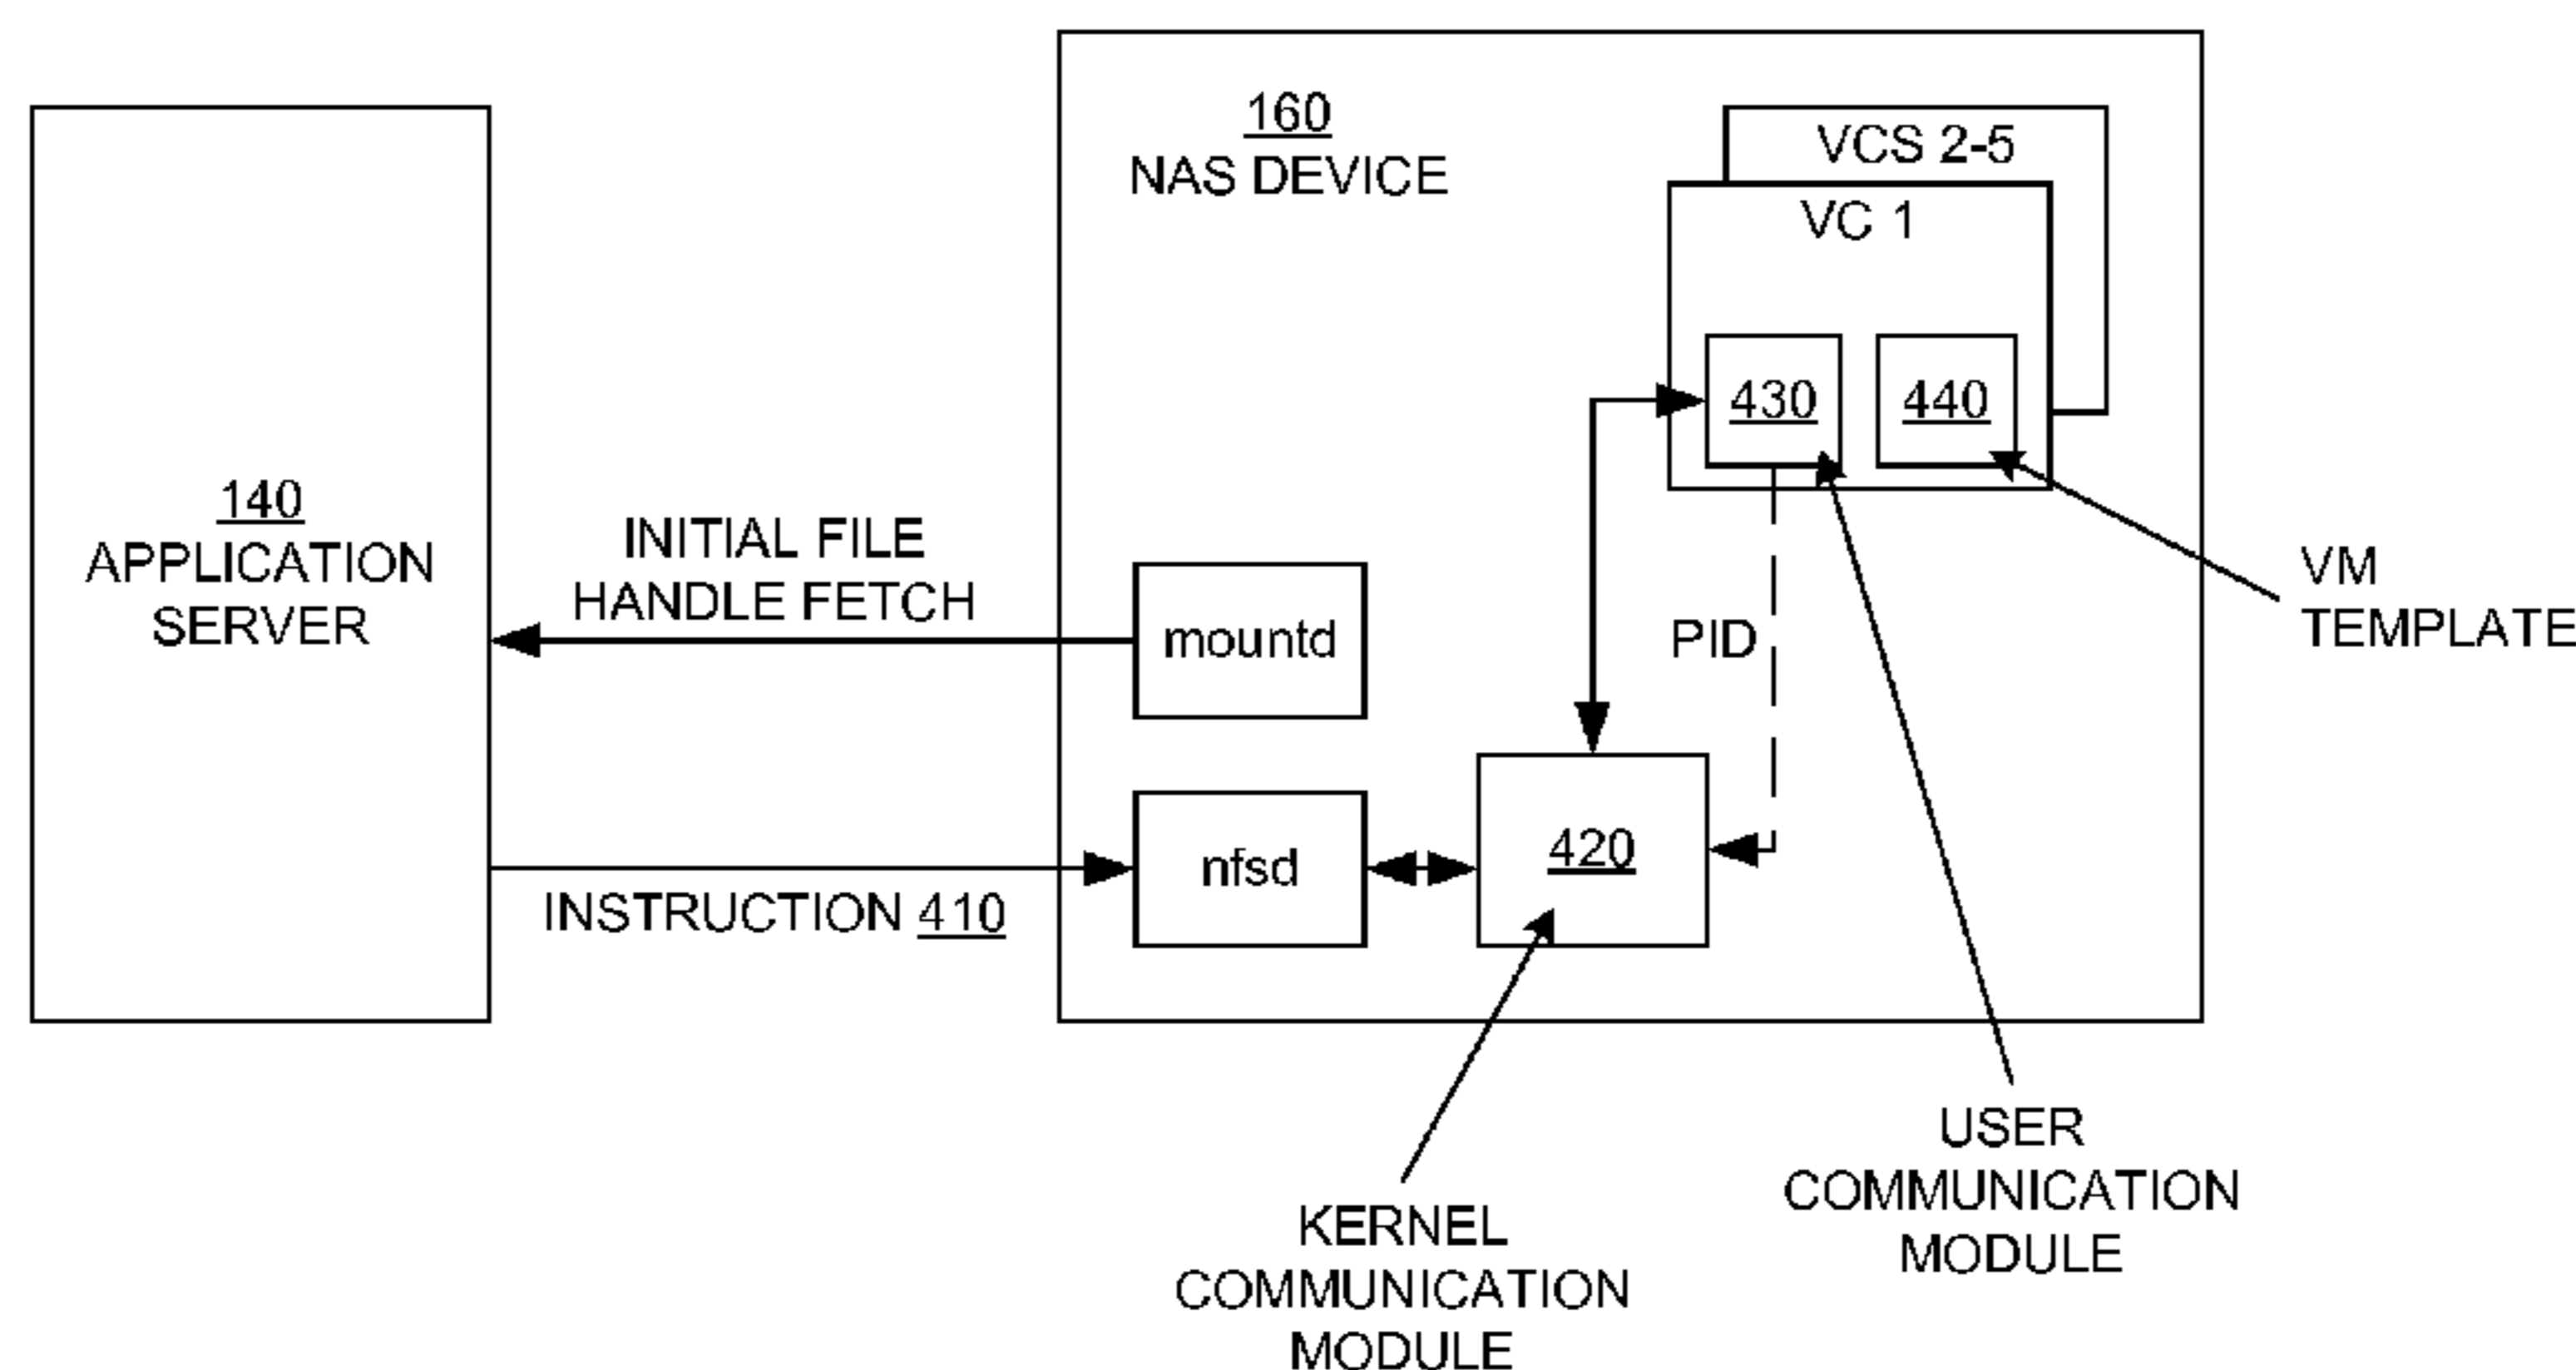 140
APPLICATION
SERVER
INITIAL FILE
HANDLE FETCH
INSTRUCTION 410
160
NAS DEVICE
mountd
nfsd
420
PID
VCS 2-5
VC 1
430
440
VM
TEMPLATE
USER
COMMUNICATION
MODULE
KERNEL
COMMUNICATION
MODULE